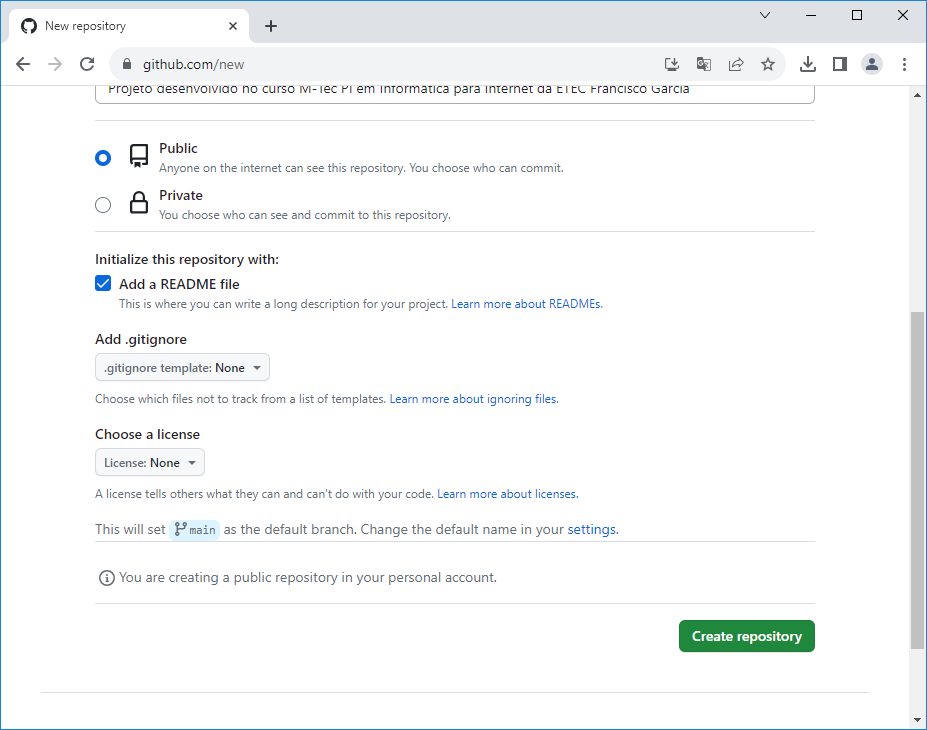 New repository
github.com/new
Projeto desenvolvido no curso M-Tec PI em Informática para Internet da ETEC Francisco Garcia
Public
Anyone on the internet can see this repository. You choose who can commit.
Private
You choose who can see and commit to this repository.
Initialize this repository with:
Add a README file
This is where you can write a long description for your project. Learn more about READMEs.
Add .gitignore
.gitignore template: None
Choose which files not to track from a list of templates. Learn more about ignoring files.
Choose a license
License: None
A license tells others what they can and can't do with your code. Learn more about licenses.
This will set main as the default branch. Change the default name in your settings.
You are creating a public repository in your personal account.
Create repository